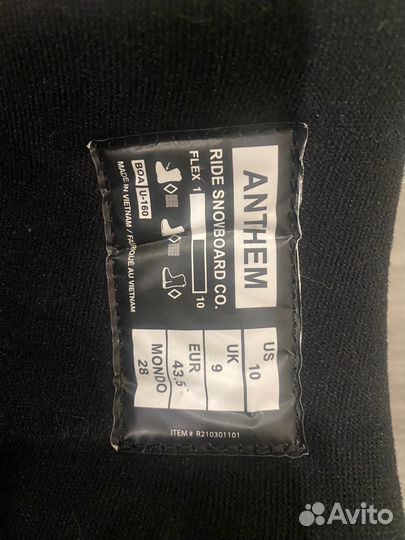 ANTHEM
RIDE SNOWBOARD CO.
FLEX 1 10
BOA U-160
MADE IN VIETNAM / FABRIQUÉ AU VIETNAM
US 10
UK 9
EUR 43,5
MONDO 28
ITEM # R210301101
Avito